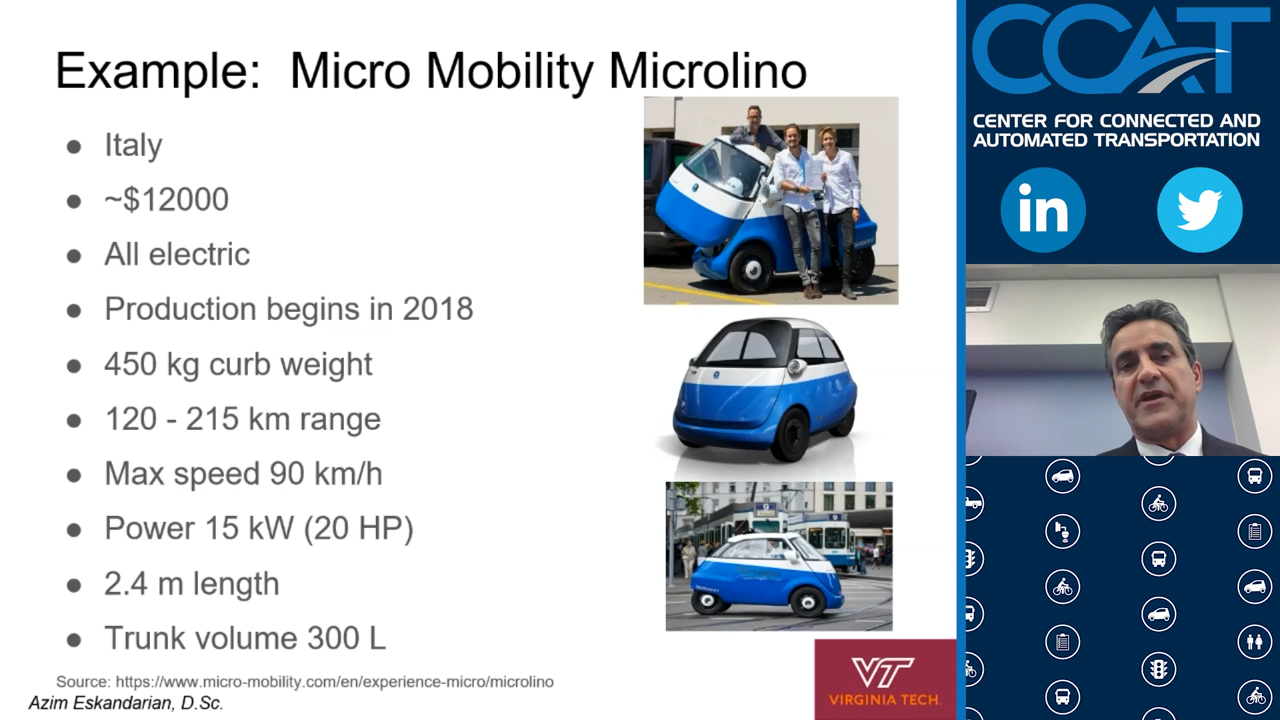 Example: Micro Mobility Microlino
● Italy
● ~$12000
● All electric
● Production begins in 2018
● 450 kg curb weight
● 120 - 215 km range
● Max speed 90 km/h
● Power 15 kW (20 HP)
● 2.4 m length
● Trunk volume 300 L
Source: https://www.micro-mobility.com/en/experience-micro/microlino
Azim Eskandarian, D.Sc.
VT
VIRGINIA TECH
CCAT
CENTER FOR CONNECTED AND
AUTOMATED TRANSPORTATION
in